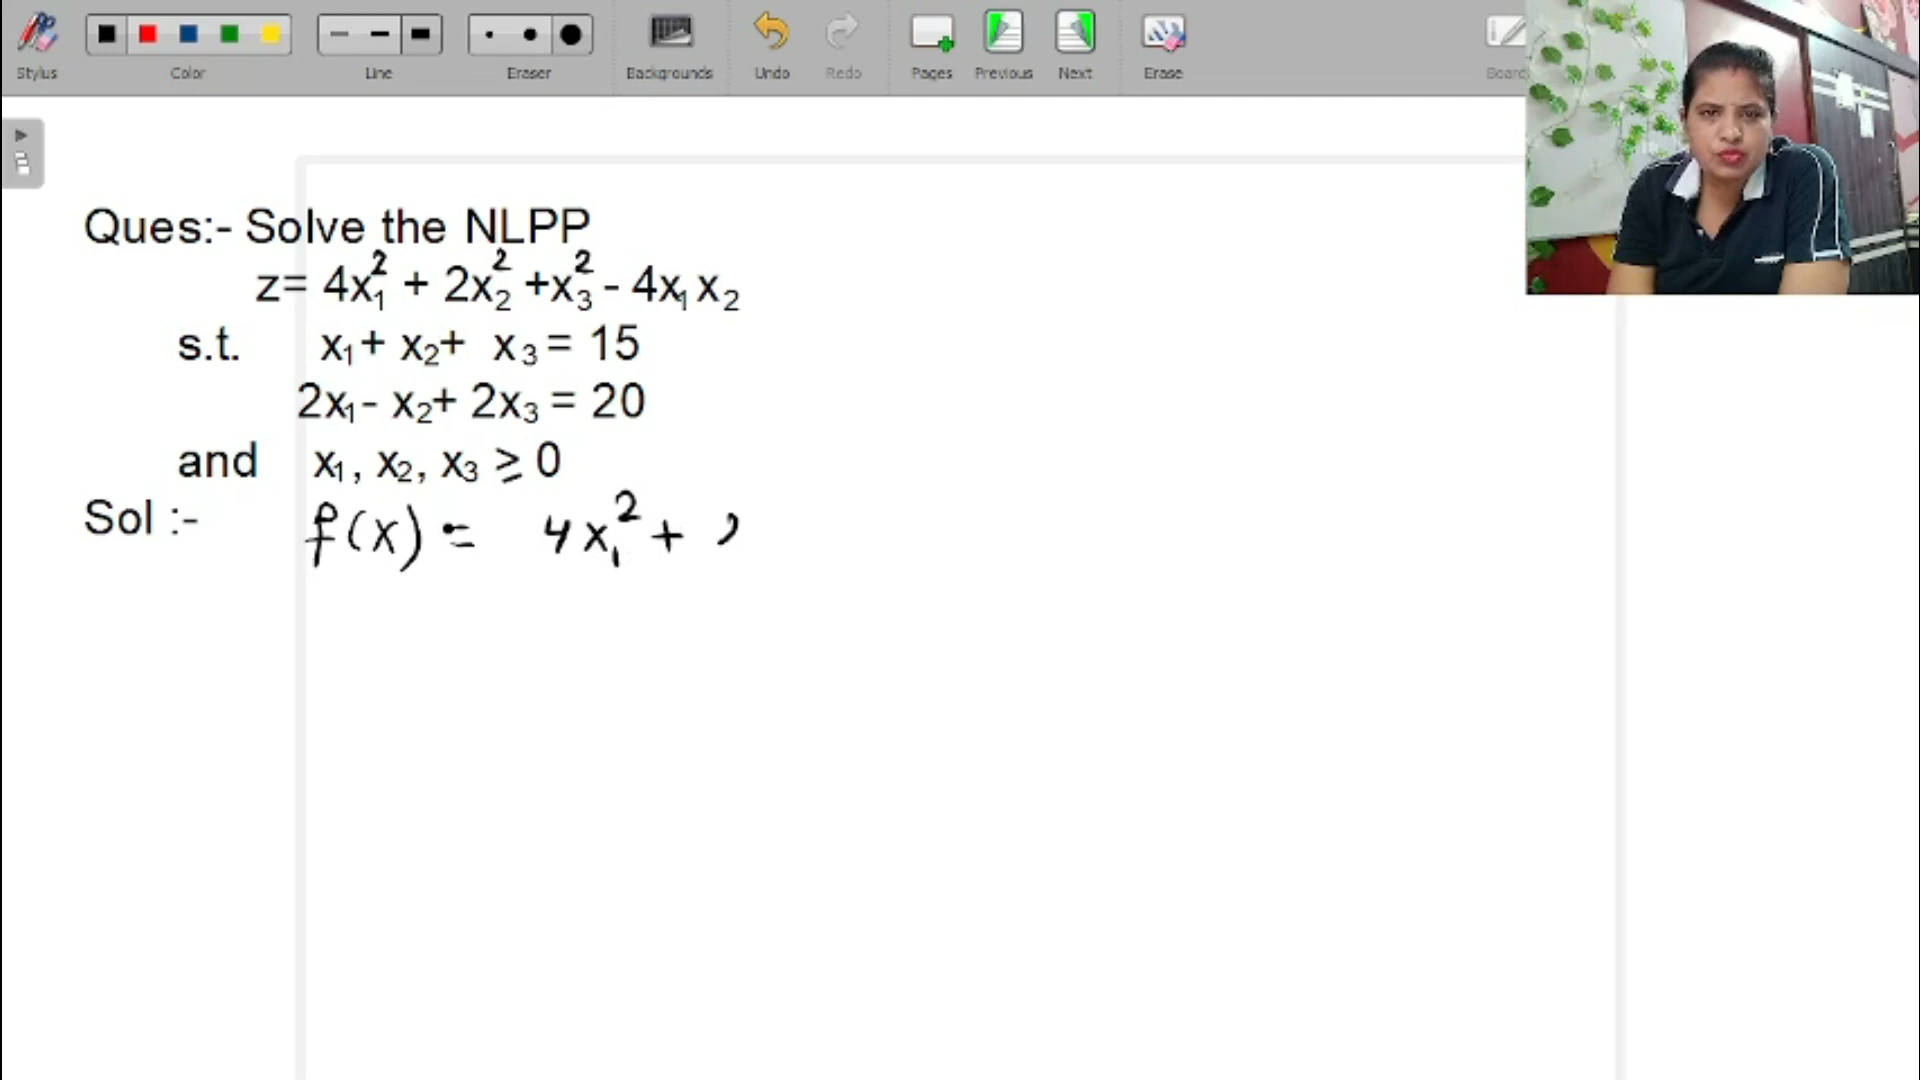 Stylus Color Line Eraser Backgrounds Undo Redo Pages Previous Next Erase Board
Ques:- Solve the NLPP
z= 4x₁² + 2x₂² +x₃² - 4x₁ x₂
s.t. x₁+ x₂+ x₃ = 15
2x₁- x₂+ 2x₃ = 20
and x₁, x₂, x₃ ≥ 0
Sol :- f(x) = 4x₁² +